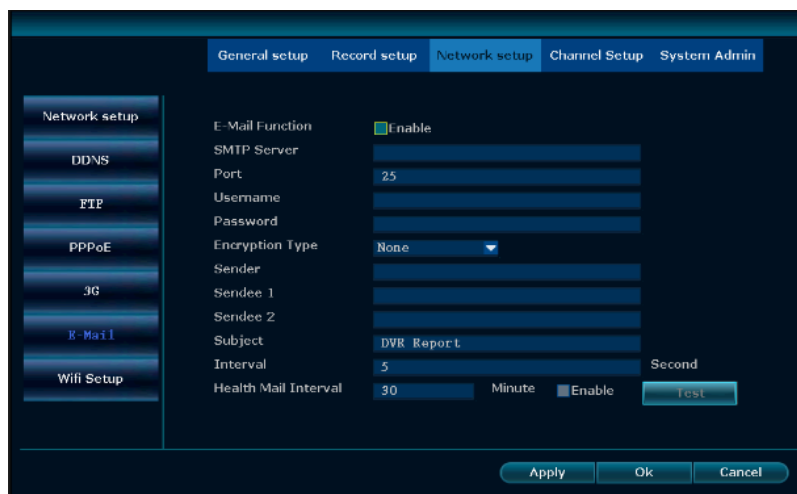 General setup Record setup Network setup Channel Setup System Admin
Network setup
DDNS
FTP
PPPoE
3G
E-Mail
Wifi Setup
E-Mail Function Enable
SMTP Server
Port 25
Username
Password
Encryption Type None
Sender
Sendee 1
Sendee 2
Subject DVR Report
Interval 5 Second
Health Mail Interval 30 Minute Enable Test
Apply Ok Cancel